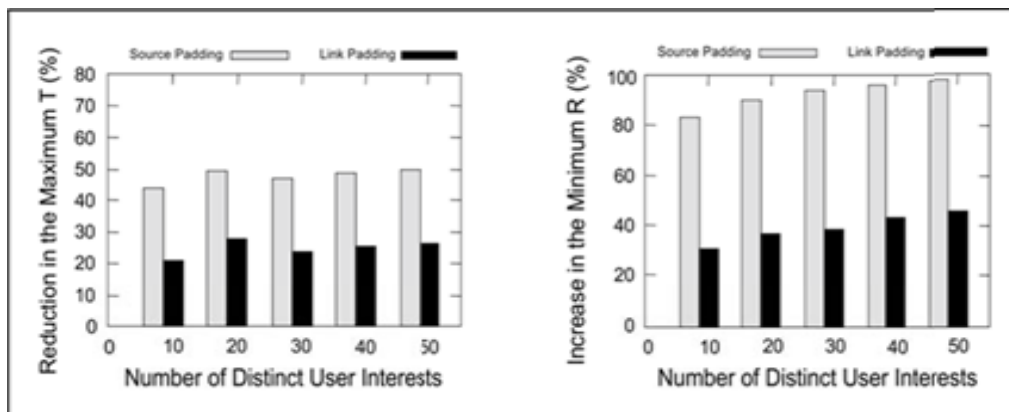 Source Padding Link Padding
Reduction in the Maximum T (%)
80
70
60
50
40
30
20
10
0
0 10 20 30 40 50
Number of Distinct User Interests
Source Padding Link Padding
Increase in the Minimum R (%)
100
80
60
40
20
0
0 10 20 30 40 50
Number of Distinct User Interests